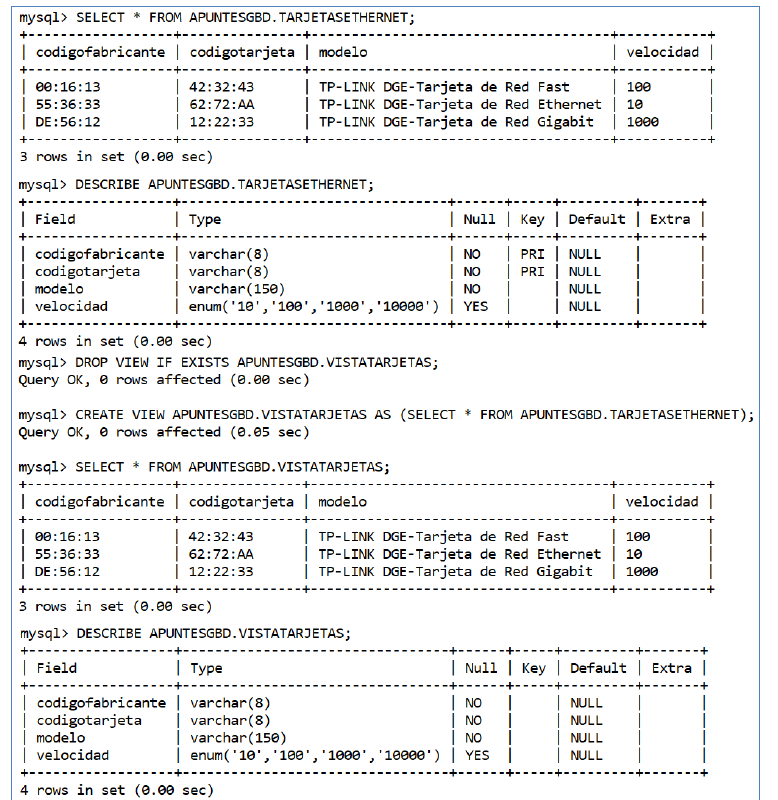 mysql> SELECT * FROM APUNTESGBD.TARJETASETHERNET;
+------------------+---------------+----------------------------------+-----------+
| codigofabricante | codigotarjeta | modelo | velocidad |
+------------------+---------------+----------------------------------+-----------+
| 00:16:13 | 42:32:43 | TP-LINK DGE-Tarjeta de Red Fast | 100 |
| 55:36:33 | 62:72:AA | TP-LINK DGE-Tarjeta de Red Ethernet | 10 |
| DE:56:12 | 12:22:33 | TP-LINK DGE-Tarjeta de Red Gigabit | 1000 |
+------------------+---------------+----------------------------------+-----------+
3 rows in set (0.00 sec)
mysql> DESCRIBE APUNTESGBD.TARJETASETHERNET;
+------------------+----------------------------+------+-----+---------+-------+
| Field | Type | Null | Key | Default | Extra |
+------------------+----------------------------+------+-----+---------+-------+
| codigofabricante | varchar(8) | NO | PRI | NULL | |
| codigotarjeta | varchar(8) | NO | PRI | NULL | |
| modelo | varchar(150) | NO | | NULL | |
| velocidad | enum('10','100','1000','10000') | YES | | NULL | |
+------------------+----------------------------+------+-----+---------+-------+
4 rows in set (0.00 sec)
mysql> DROP VIEW IF EXISTS APUNTESGBD.VISTATARJETAS;
Query OK, 0 rows affected (0.00 sec)
mysql> CREATE VIEW APUNTESGBD.VISTATARJETAS AS (SELECT * FROM APUNTESGBD.TARJETASETHERNET);
Query OK, 0 rows affected (0.05 sec)
mysql> SELECT * FROM APUNTESGBD.VISTATARJETAS;
+------------------+---------------+----------------------------------+-----------+
| codigofabricante | codigotarjeta | modelo | velocidad |
+------------------+---------------+----------------------------------+-----------+
| 00:16:13 | 42:32:43 | TP-LINK DGE-Tarjeta de Red Fast | 100 |
| 55:36:33 | 62:72:AA | TP-LINK DGE-Tarjeta de Red Ethernet | 10 |
| DE:56:12 | 12:22:33 | TP-LINK DGE-Tarjeta de Red Gigabit | 1000 |
+------------------+---------------+----------------------------------+-----------+
3 rows in set (0.00 sec)
mysql> DESCRIBE APUNTESGBD.VISTATARJETAS;
+------------------+----------------------------+------+-----+---------+-------+
| Field | Type | Null | Key | Default | Extra |
+------------------+----------------------------+------+-----+---------+-------+
| codigofabricante | varchar(8) | NO | | NULL | |
| codigotarjeta | varchar(8) | NO | | NULL | |
| modelo | varchar(150) | NO | | NULL | |
| velocidad | enum('10','100','1000','10000') | YES | | NULL | |
+------------------+----------------------------+------+-----+---------+-------+
4 rows in set (0.00 sec)